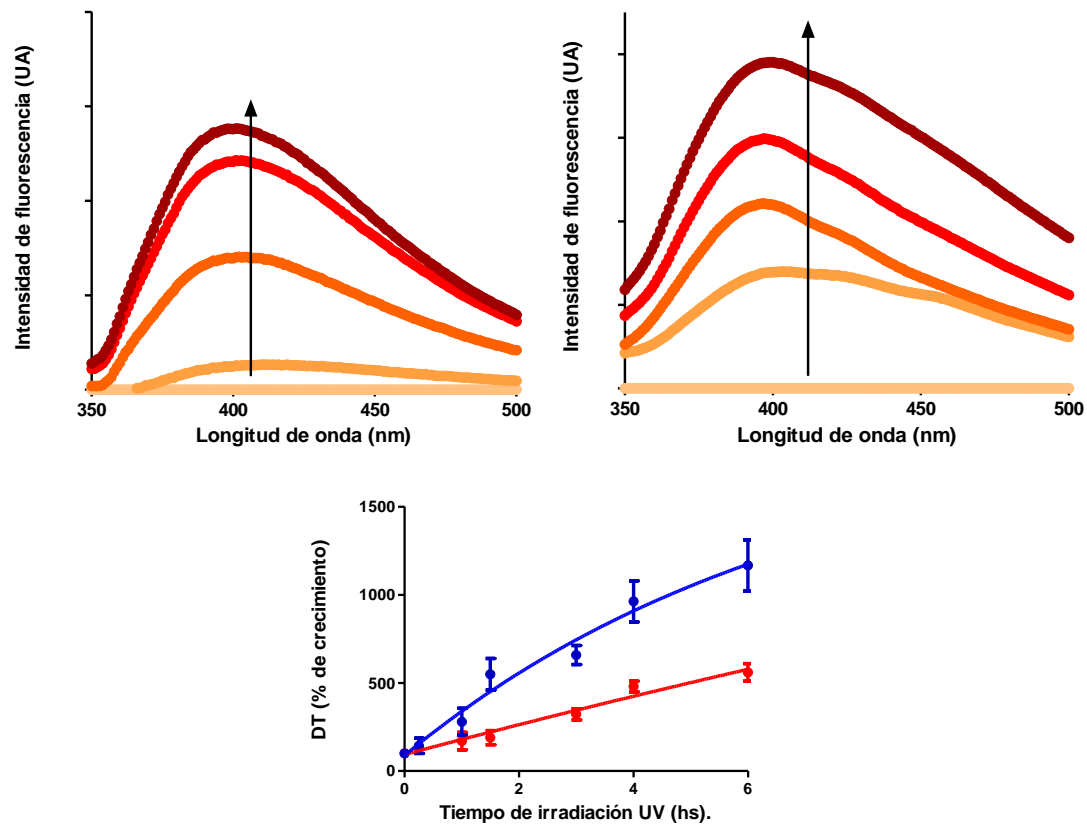 Intensidad de fluorescencia (UA)
350
400
450
500
Longitud de onda (nm)
Intensidad de fluorescencia (UA)
350
400
450
500
Longitud de onda (nm)
DT (% de crecimiento)
1500
1000
500
0
0
2
4
6
Tiempo de irradiación UV (hs).